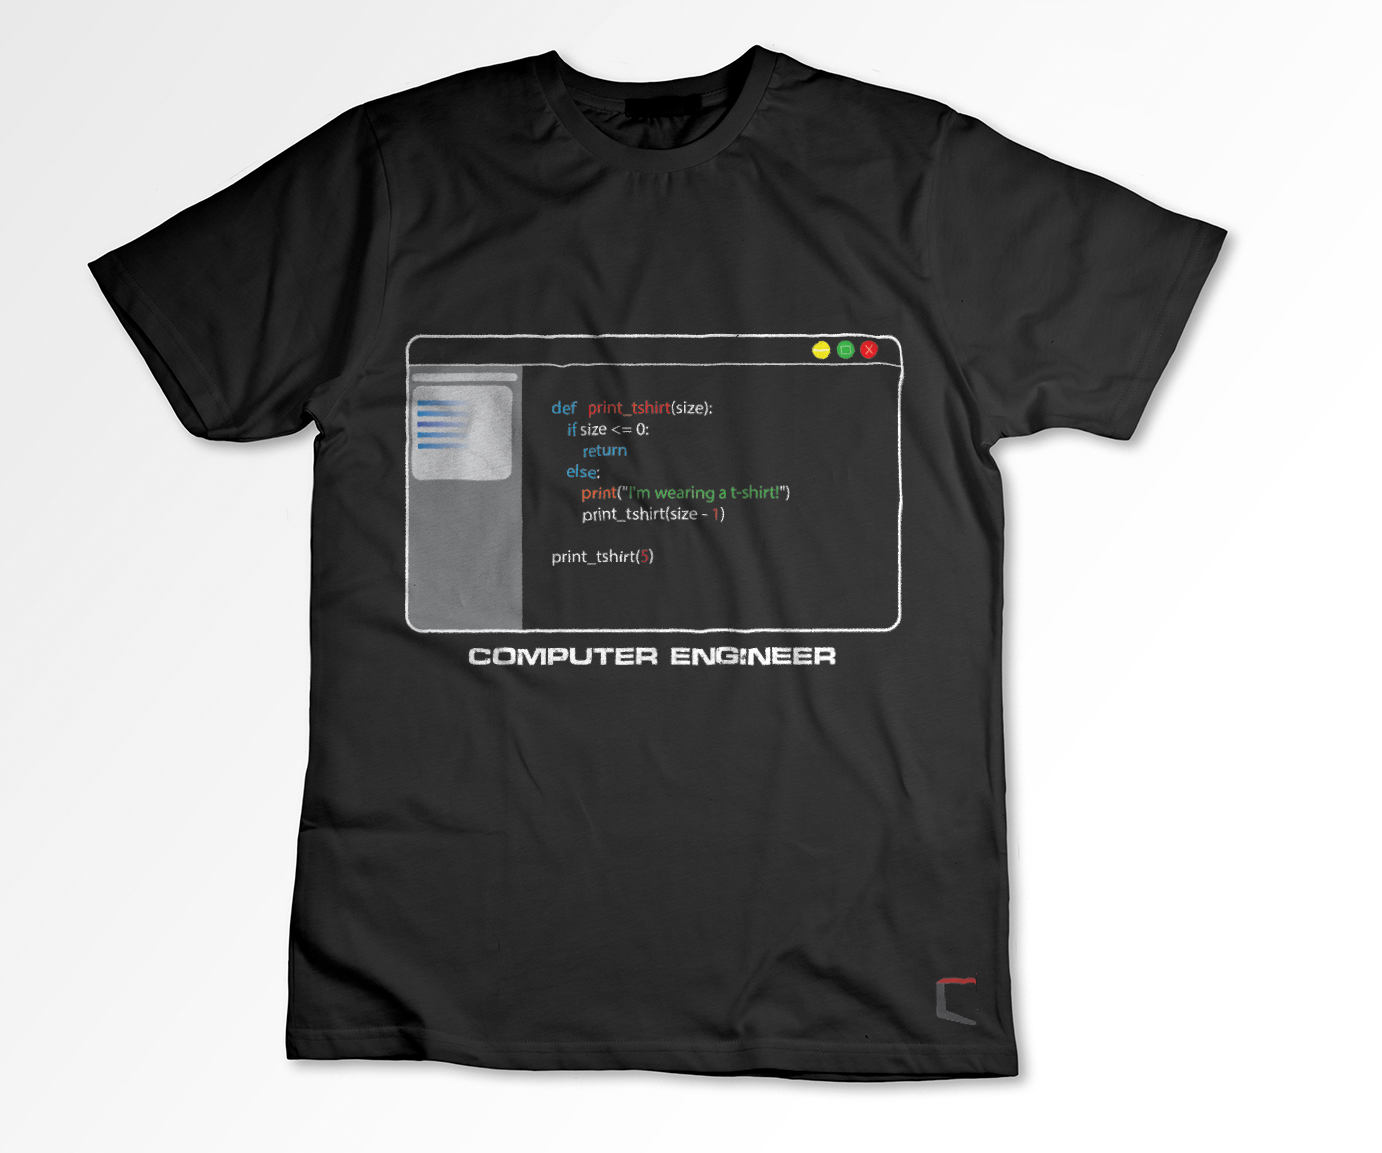 def print_tshirt(size):
if size <= 0:
return
else:
print("I'm wearing a t-shirt!")
print_tshirt(size - 1)
print_tshirt(5)
COMPUTER ENGINEER